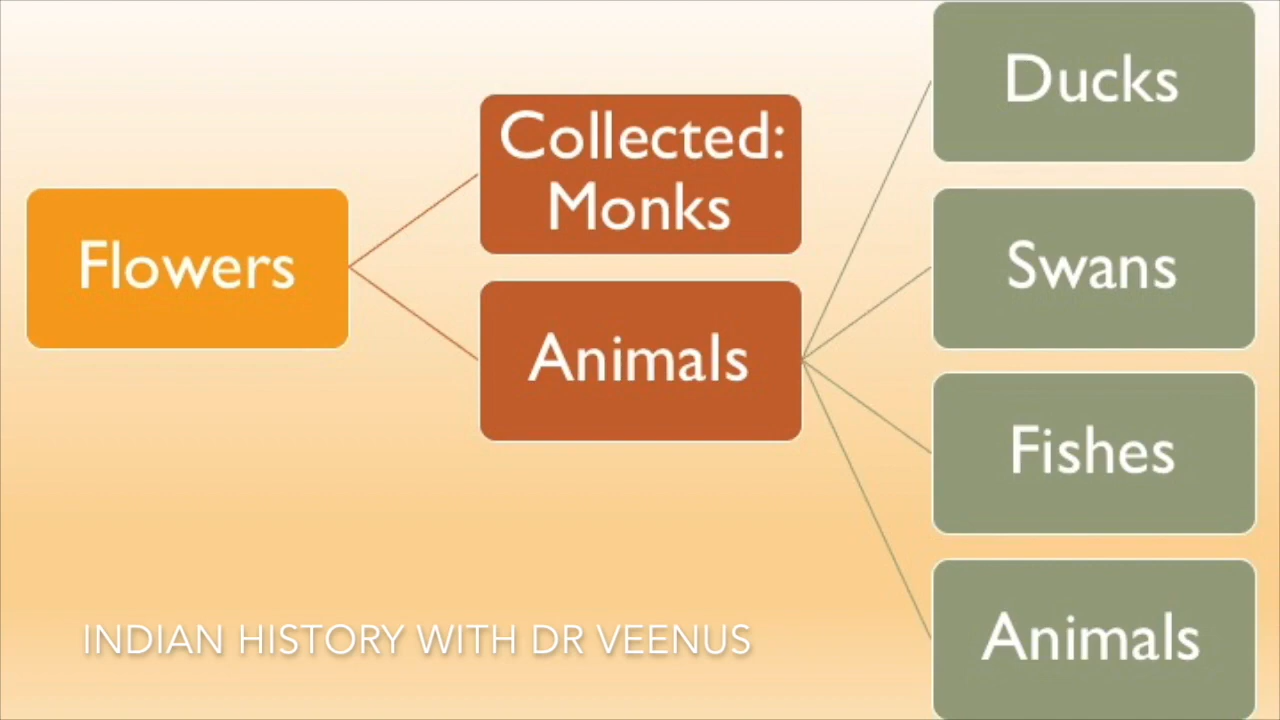 Flowers
Collected:
Monks
Animals
Ducks
Swans
Fishes
Animals
INDIAN HISTORY WITH DR VEENUS